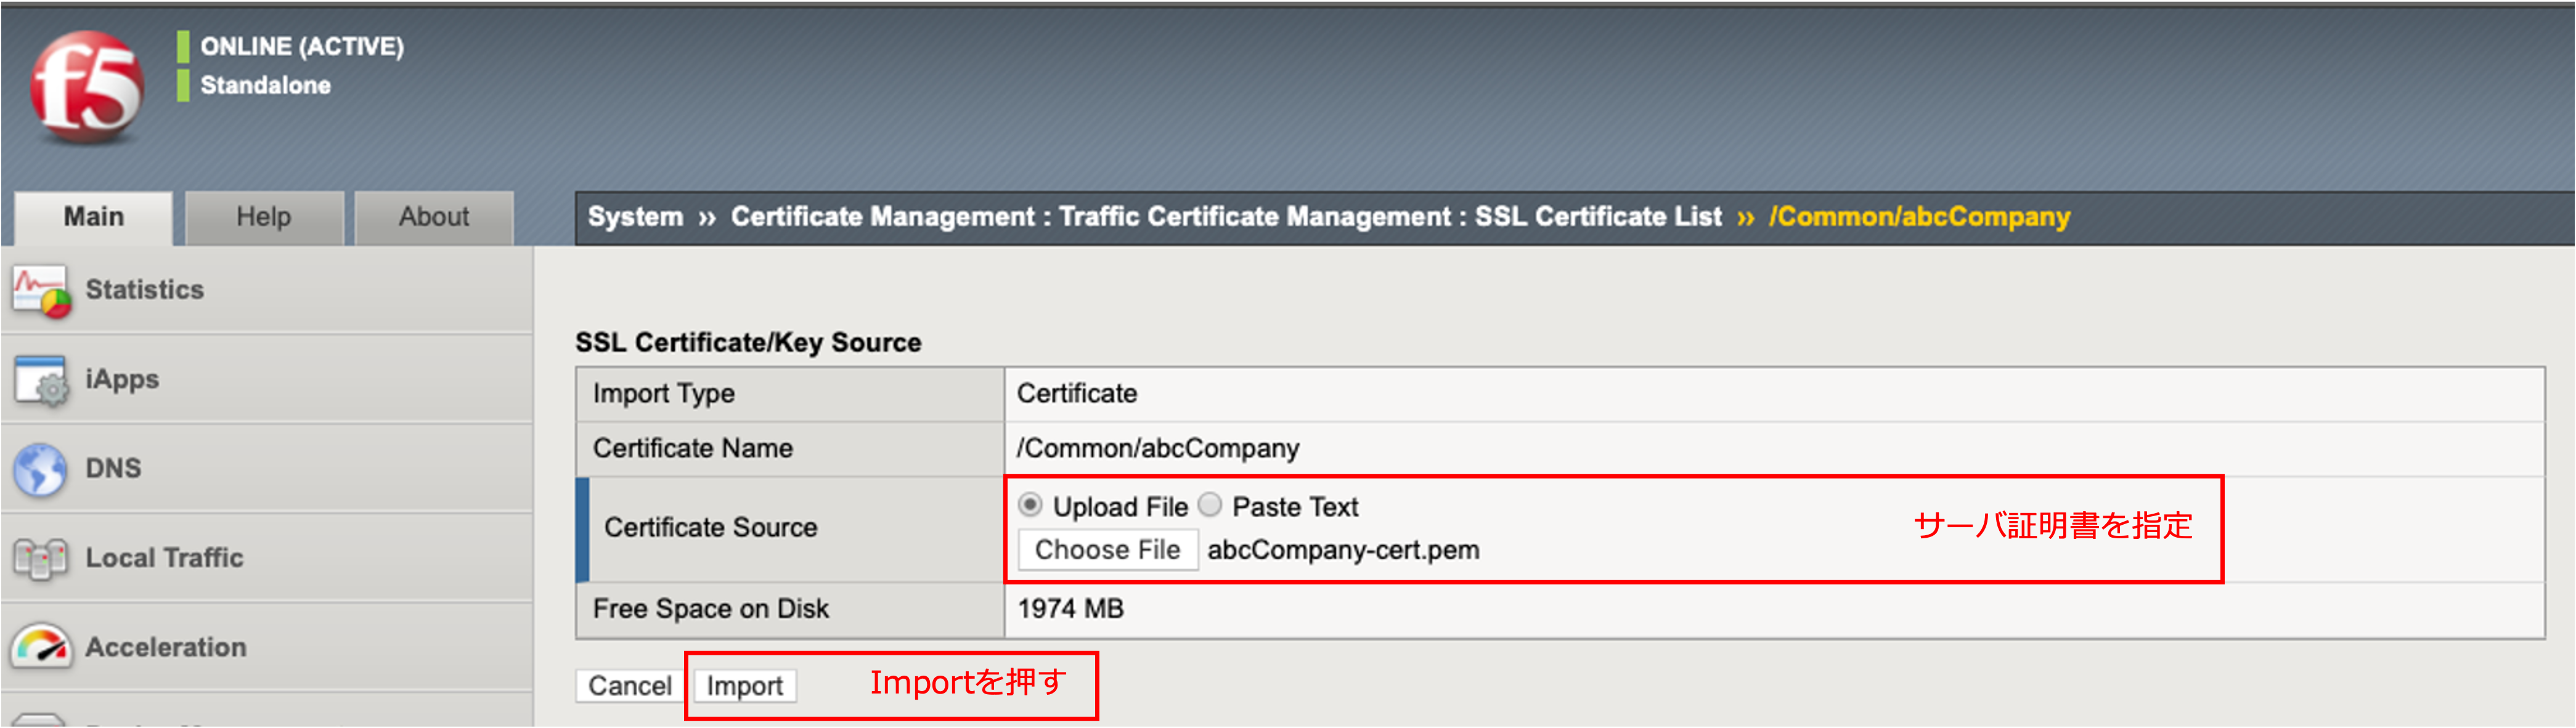 f5
ONLINE (ACTIVE)
Standalone
Main
Help
About
System ›› Certificate Management : Traffic Certificate Management : SSL Certificate List ›› /Common/abcCompany
Statistics
iApps
DNS
Local Traffic
Acceleration
SSL Certificate/Key Source
Import Type Certificate
Certificate Name /Common/abcCompany
Certificate Source
Upload File Paste Text
Choose File abcCompany-cert.pem
サーバ証明書を指定
Free Space on Disk 1974 MB
Cancel Import Importを押す